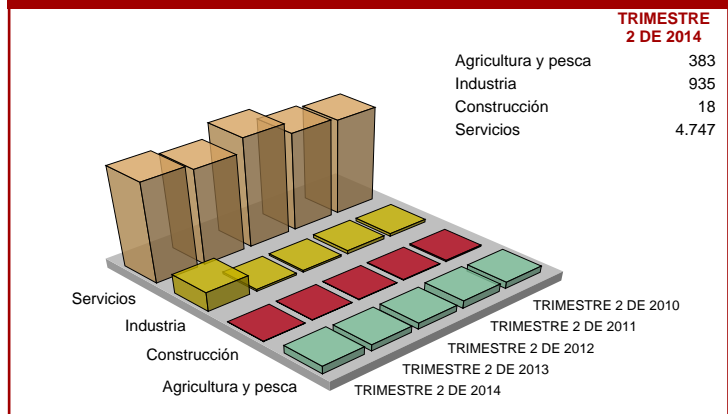 TRIMESTRE
2 DE 2014
Agricultura y pesca 383
Industria 935
Construcción 18
Servicios 4.747
Servicios
Industria
Construcción
Agricultura y pesca
TRIMESTRE 2 DE 2010
TRIMESTRE 2 DE 2011
TRIMESTRE 2 DE 2012
TRIMESTRE 2 DE 2013
TRIMESTRE 2 DE 2014